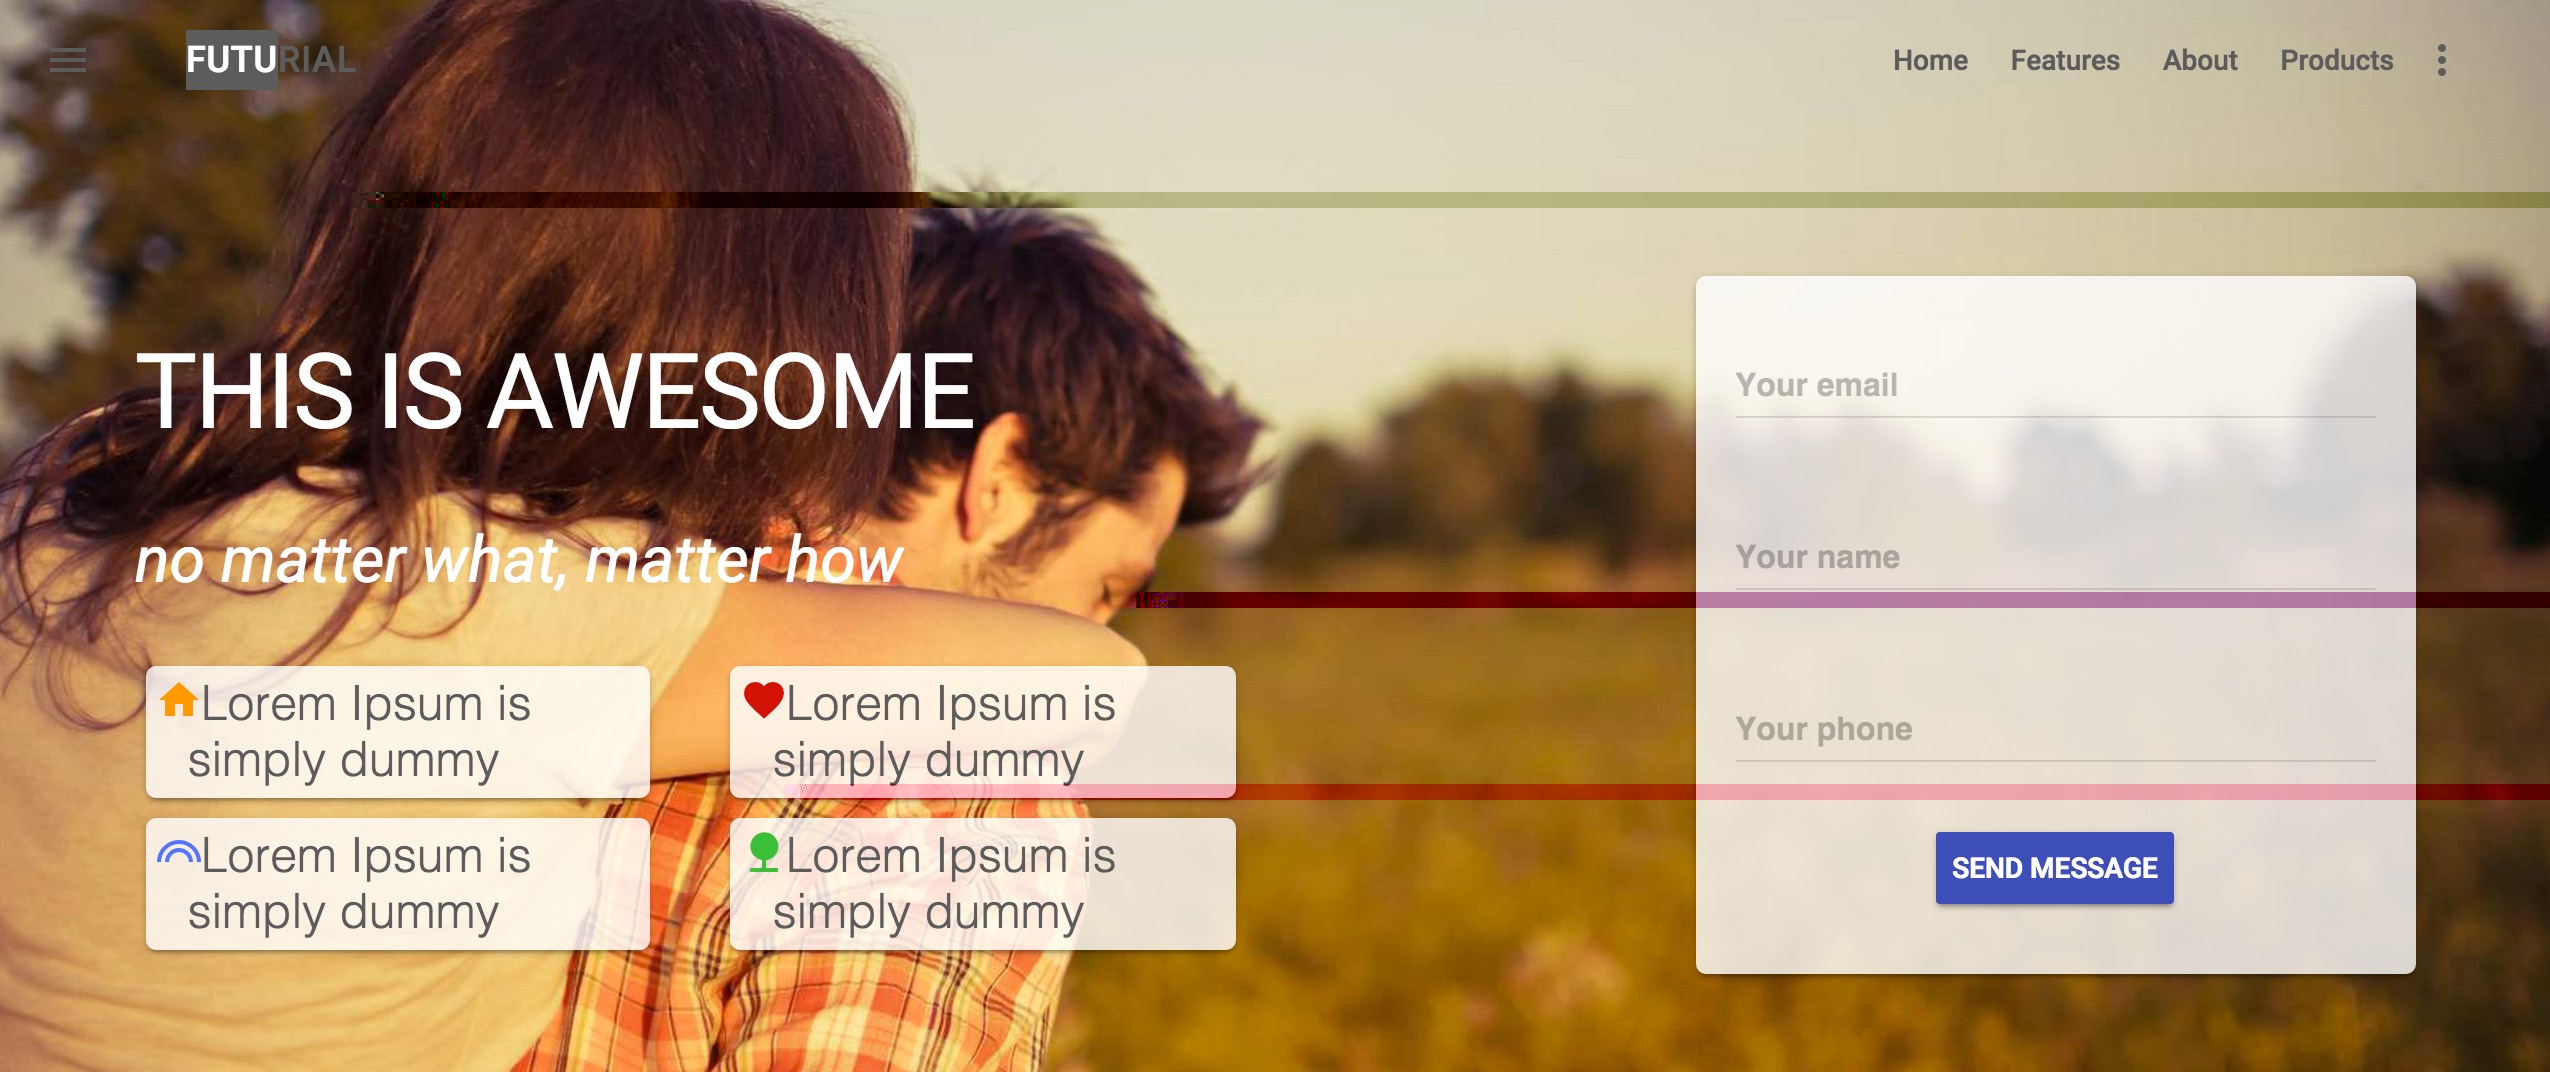 FUTURIAL
Home Features About Products
THIS IS AWESOME
no matter what, matter how
Lorem Ipsum is
simply dummy
Lorem Ipsum is
simply dummy
Lorem Ipsum is
simply dummy
Lorem Ipsum is
simply dummy
Your email
Your name
Your phone
SEND MESSAGE